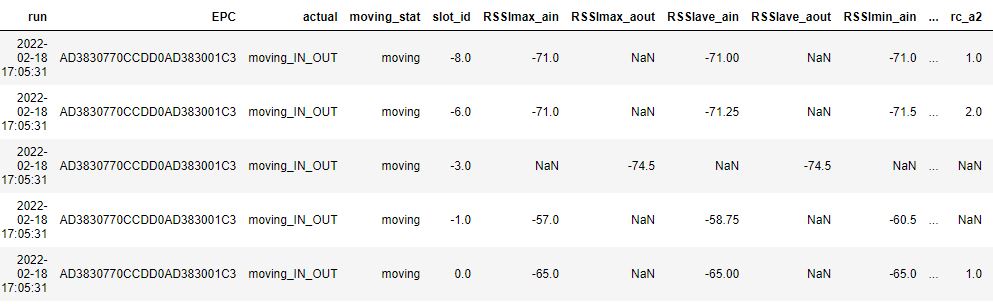 run EPC actual moving_stat slot_id RSSImax_ain RSSImax_aout RSSIave_ain RSSIave_aout RSSImin_ain ... rc_a2
2022-
02-18
17:05:31 AD3830770CCDD0AD383001C3 moving_IN_OUT moving -8.0 -71.0 NaN -71.00 NaN -71.0 ... 1.0
2022-
02-18
17:05:31 AD3830770CCDD0AD383001C3 moving_IN_OUT moving -6.0 -71.0 NaN -71.25 NaN -71.5 ... 2.0
2022-
02-18
17:05:31 AD3830770CCDD0AD383001C3 moving_IN_OUT moving -3.0 NaN -74.5 NaN -74.5 NaN ... NaN
2022-
02-18
17:05:31 AD3830770CCDD0AD383001C3 moving_IN_OUT moving -1.0 -57.0 NaN -58.75 NaN -60.5 ... NaN
2022-
02-18
17:05:31 AD3830770CCDD0AD383001C3 moving_IN_OUT moving 0.0 -65.0 NaN -65.00 NaN -65.0 ... 1.0